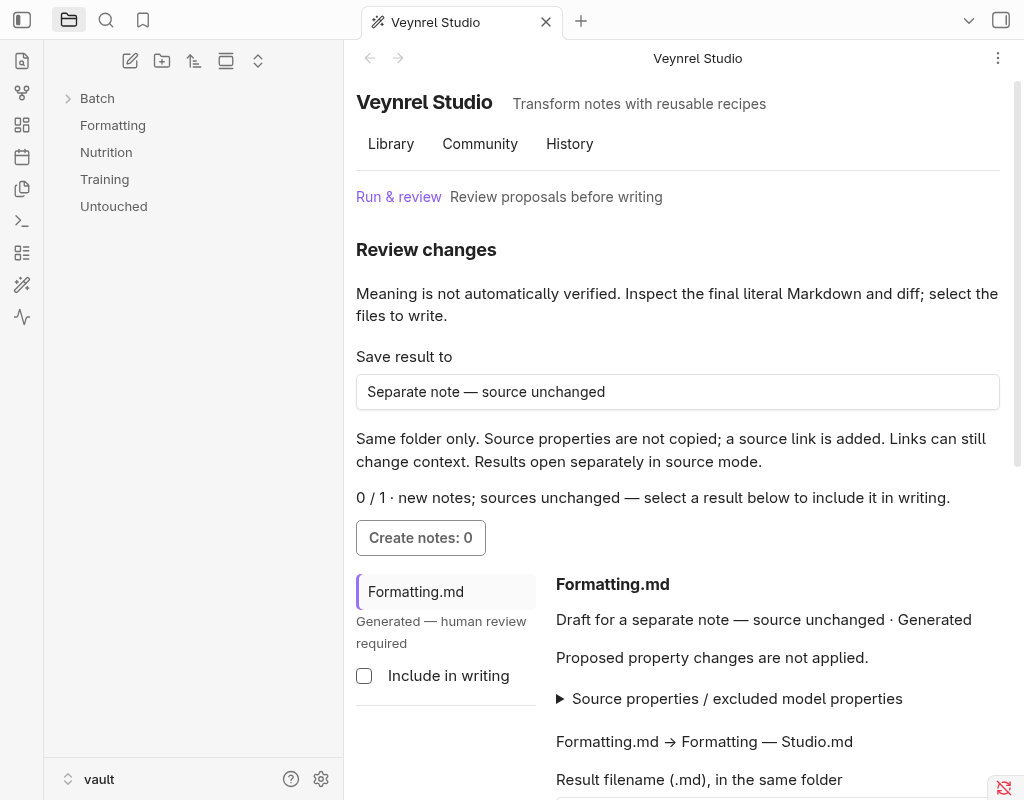 Veynrel Studio
Veynrel Studio
Batch
Formatting
Nutrition
Training
Untouched
vault
Veynrel Studio Transform notes with reusable recipes
Library Community History
Run & review Review proposals before writing
Review changes
Meaning is not automatically verified. Inspect the final literal Markdown and diff; select the
files to write.
Save result to
Separate note — source unchanged
Same folder only. Source properties are not copied; a source link is added. Links can still
change context. Results open separately in source mode.
0 / 1 · new notes; sources unchanged — select a result below to include it in writing.
Create notes: 0
Formatting.md
Generated — human review
required
Include in writing
Formatting.md
Draft for a separate note — source unchanged · Generated
Proposed property changes are not applied.
Source properties / excluded model properties
Formatting.md → Formatting — Studio.md
Result filename (.md), in the same folder